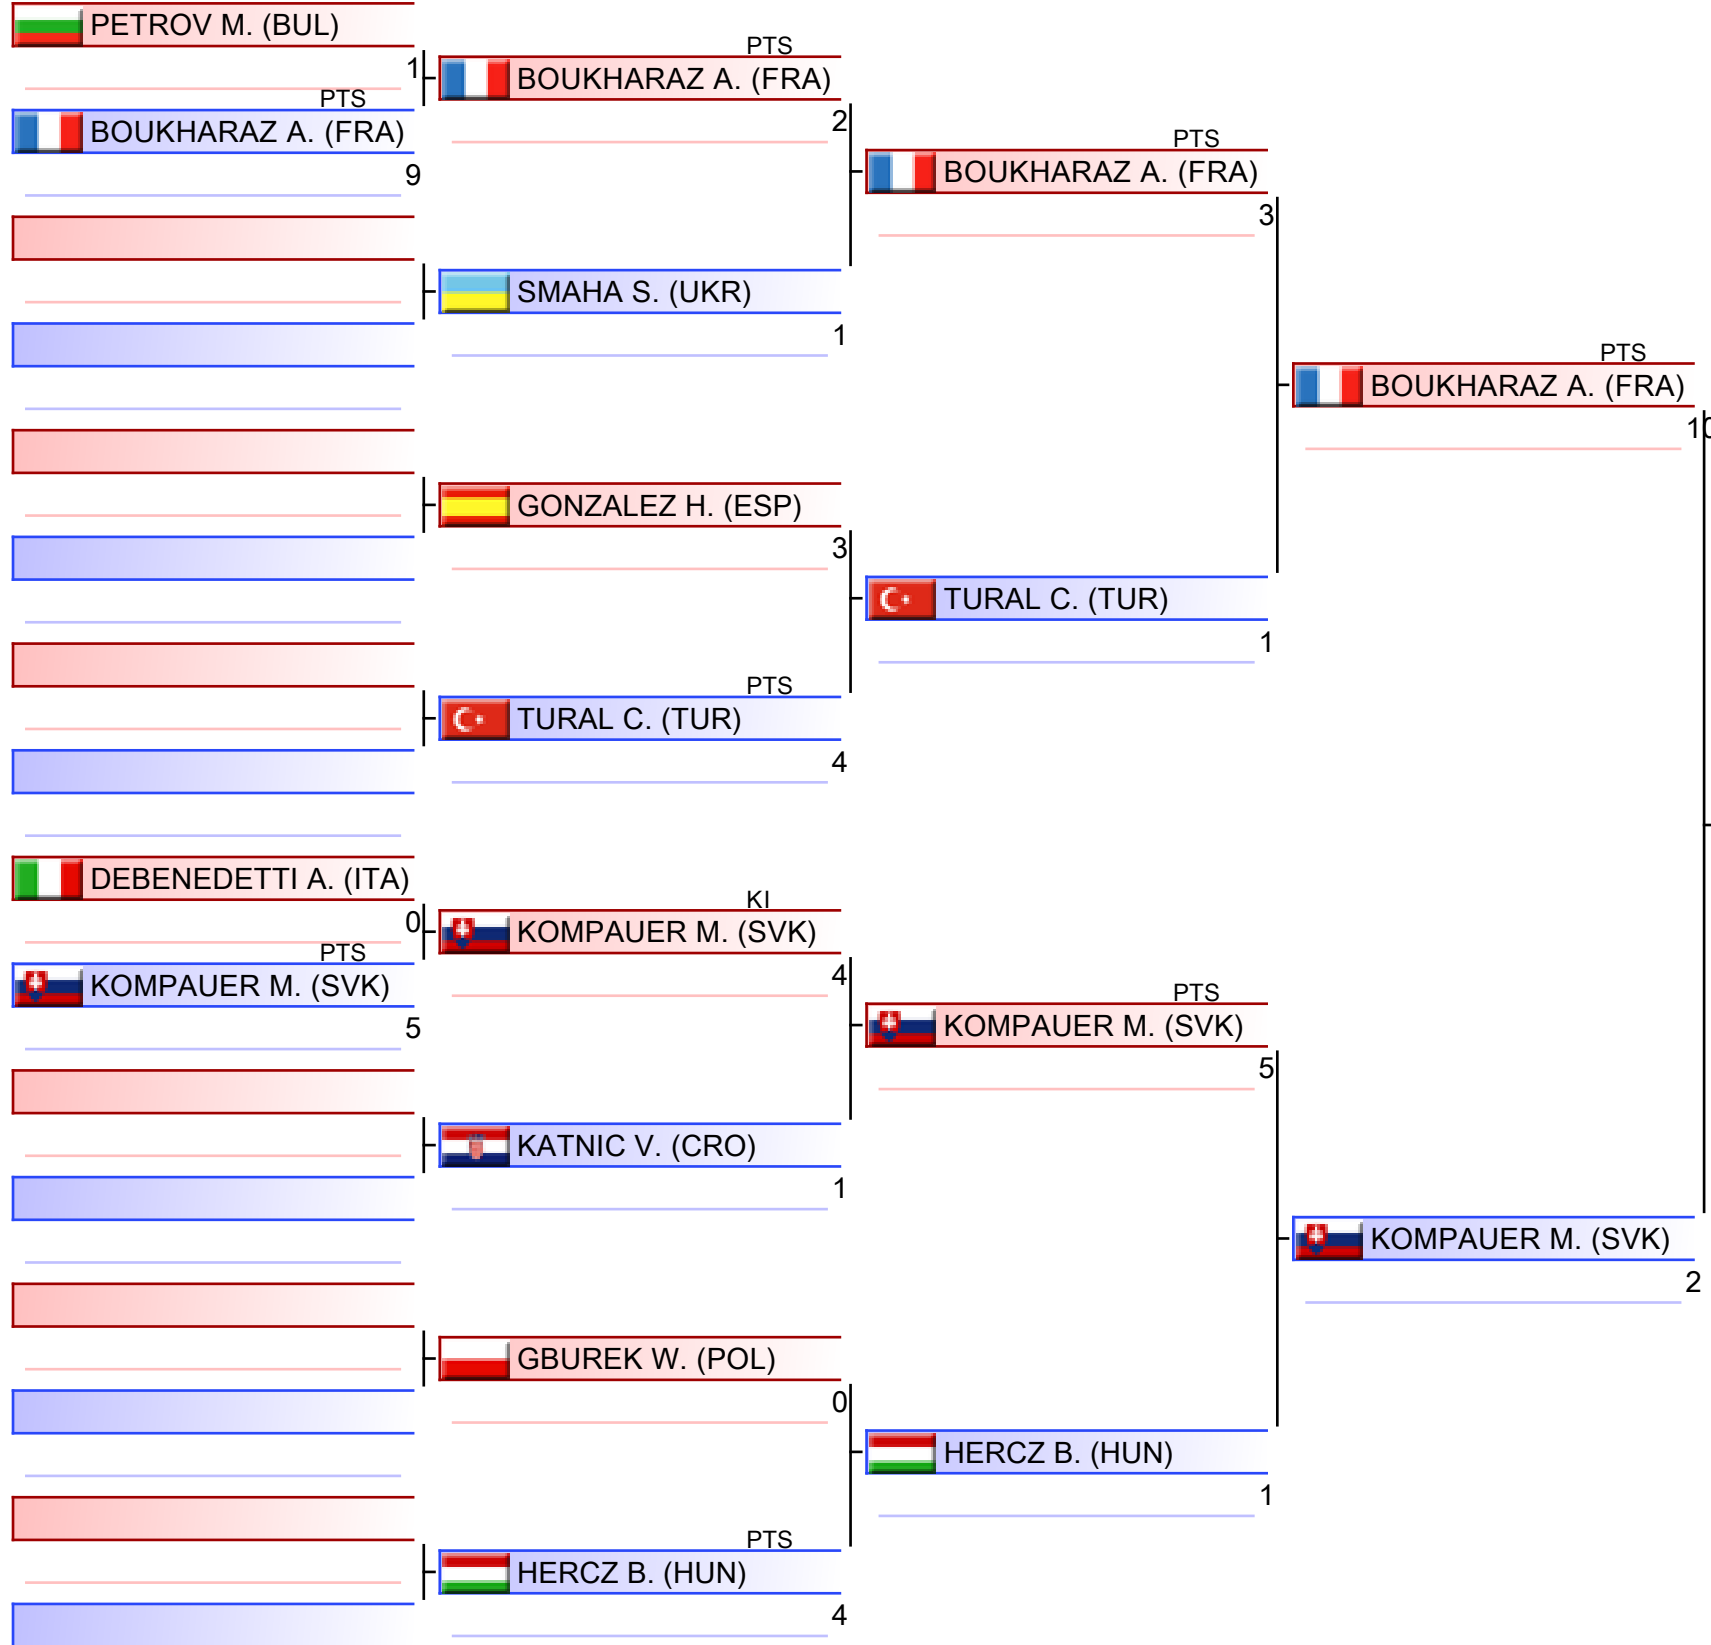 PETROV M. (BUL)
1
PTS
BOUKHARAZ A. (FRA)
9
DEBENEDETTI A. (ITA)
0
PTS
KOMPAUER M. (SVK)
5
PTS
BOUKHARAZ A. (FRA)
2
SMAHA S. (UKR)
1
GONZALEZ H. (ESP)
3
PTS
TURAL C. (TUR)
4
KI
KOMPAUER M. (SVK)
4
KATNIC V. (CRO)
1
GBUREK W. (POL)
0
PTS
HERCZ B. (HUN)
4
PTS
BOUKHARAZ A. (FRA)
3
TURAL C. (TUR)
1
PTS
KOMPAUER M. (SVK)
5
HERCZ B. (HUN)
1
PTS
BOUKHARAZ A. (FRA)
10
KOMPAUER M. (SVK)
2